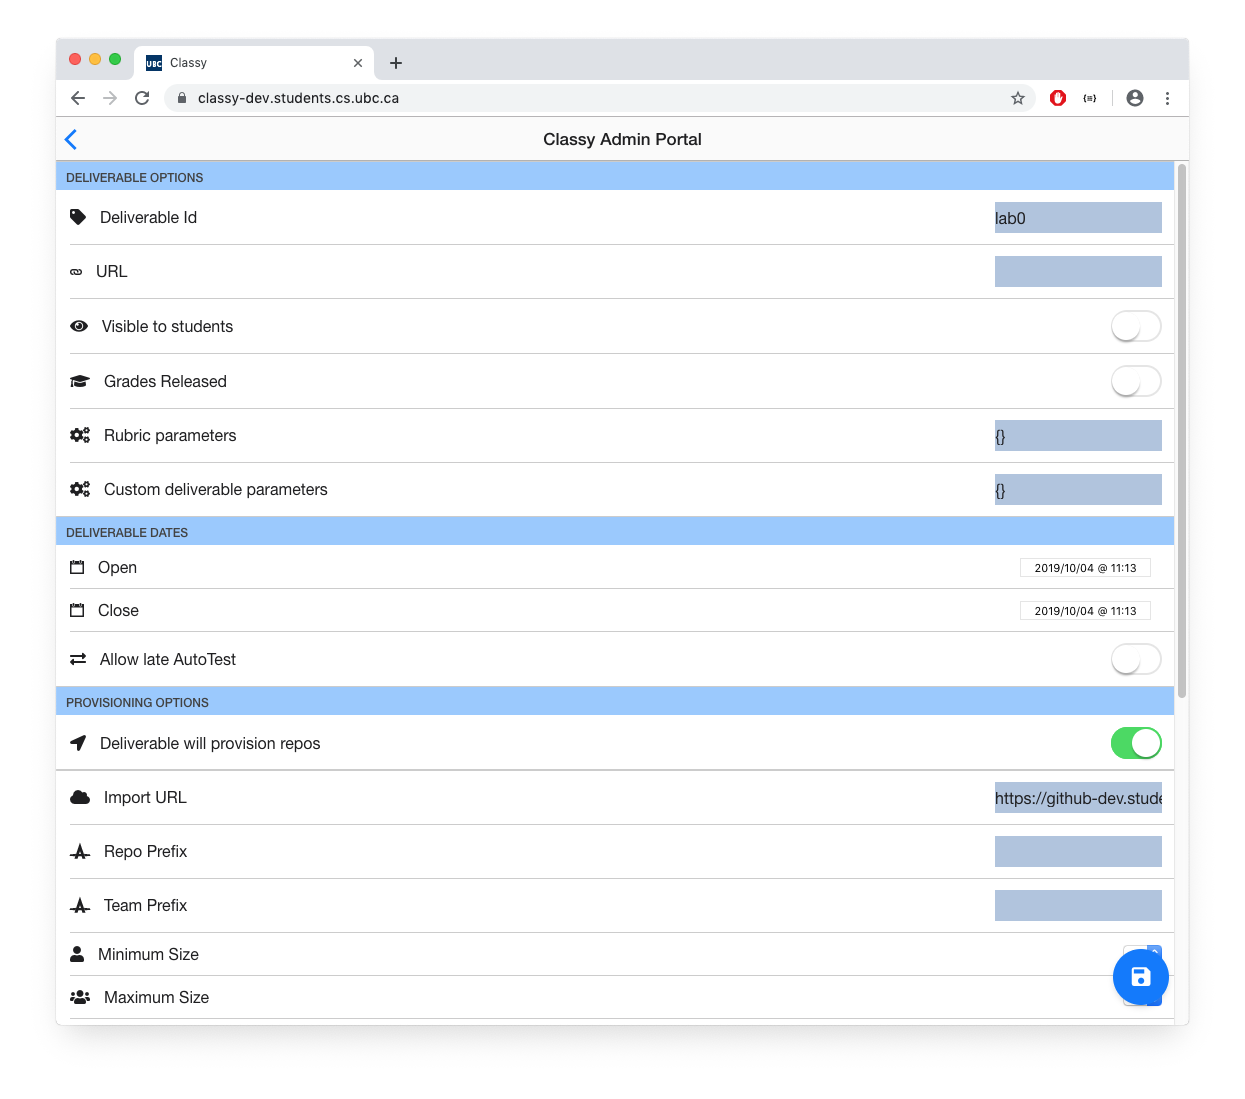 UBC Classy
classy-dev.students.cs.ubc.ca
Classy Admin Portal
DELIVERABLE OPTIONS
Deliverable Id lab0
URL
Visible to students
Grades Released
Rubric parameters {}
Custom deliverable parameters {}
DELIVERABLE DATES
Open 2019/10/04 @ 11:13
Close 2019/10/04 @ 11:13
Allow late AutoTest
PROVISIONING OPTIONS
Deliverable will provision repos
Import URL https://github-dev.stude
Repo Prefix
Team Prefix
Minimum Size
Maximum Size